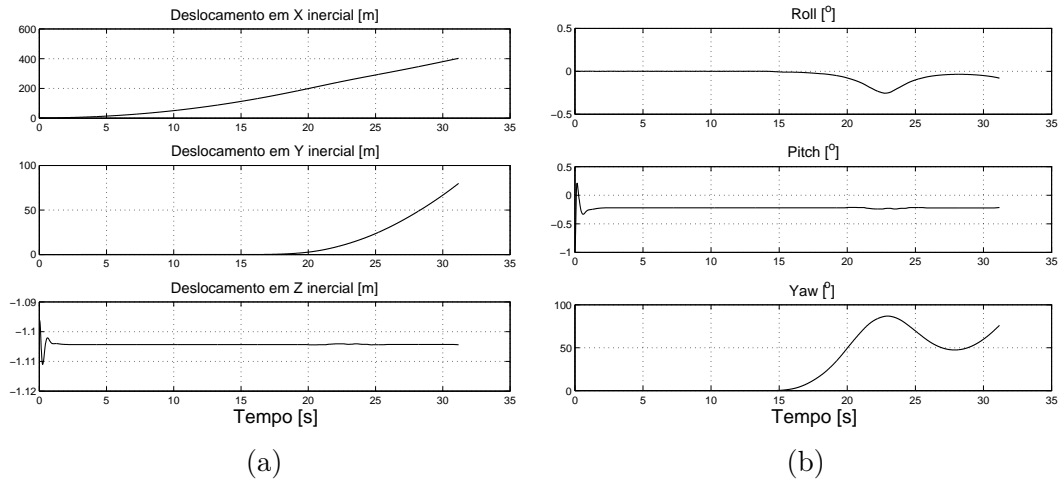 Deslocamento em X inercial [m]
600
400
200
0
0 5 10 15 20 25 30 35
Deslocamento em Y inercial [m]
100
50
0
0 5 10 15 20 25 30 35
Deslocamento em Z inercial [m]
−1.09
−1.1
−1.11
−1.12
0 5 10 15 20 25 30 35
Tempo [s]
(a)
Roll [º]
0.5
0
−0.5
0 5 10 15 20 25 30 35
Pitch [º]
0.5
0
−0.5
−1
0 5 10 15 20 25 30 35
Yaw [º]
100
50
0
0 5 10 15 20 25 30 35
Tempo [s]
(b)